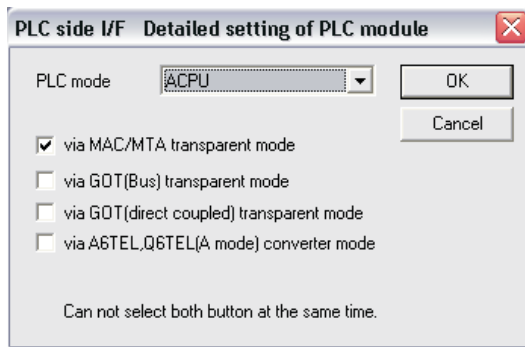 PLC side I/F Detailed setting of PLC module
PLC mode ACPU OK
Cancel
via MAC/MTA transparent mode
via GOT(Bus) transparent mode
via GOT(direct coupled) transparent mode
via A6TEL,Q6TEL(A mode) converter mode
Can not select both button at the same time.